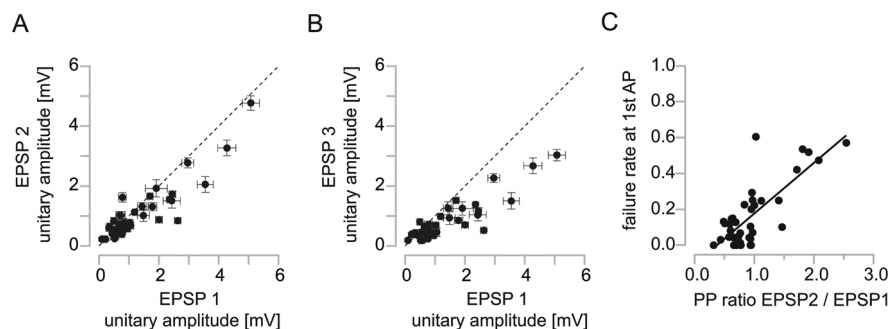 A
B
C
EPSP 2
unitary amplitude [mV]
6
4
2
0
0
2
4
6
EPSP 1
unitary amplitude [mV]
EPSP 3
unitary amplitude [mV]
6
4
2
0
0
2
4
6
EPSP 1
unitary amplitude [mV]
failure rate at 1st AP
1.0
0.8
0.6
0.4
0.2
0.0
0.0
1.0
2.0
3.0
PP ratio EPSP2 / EPSP1